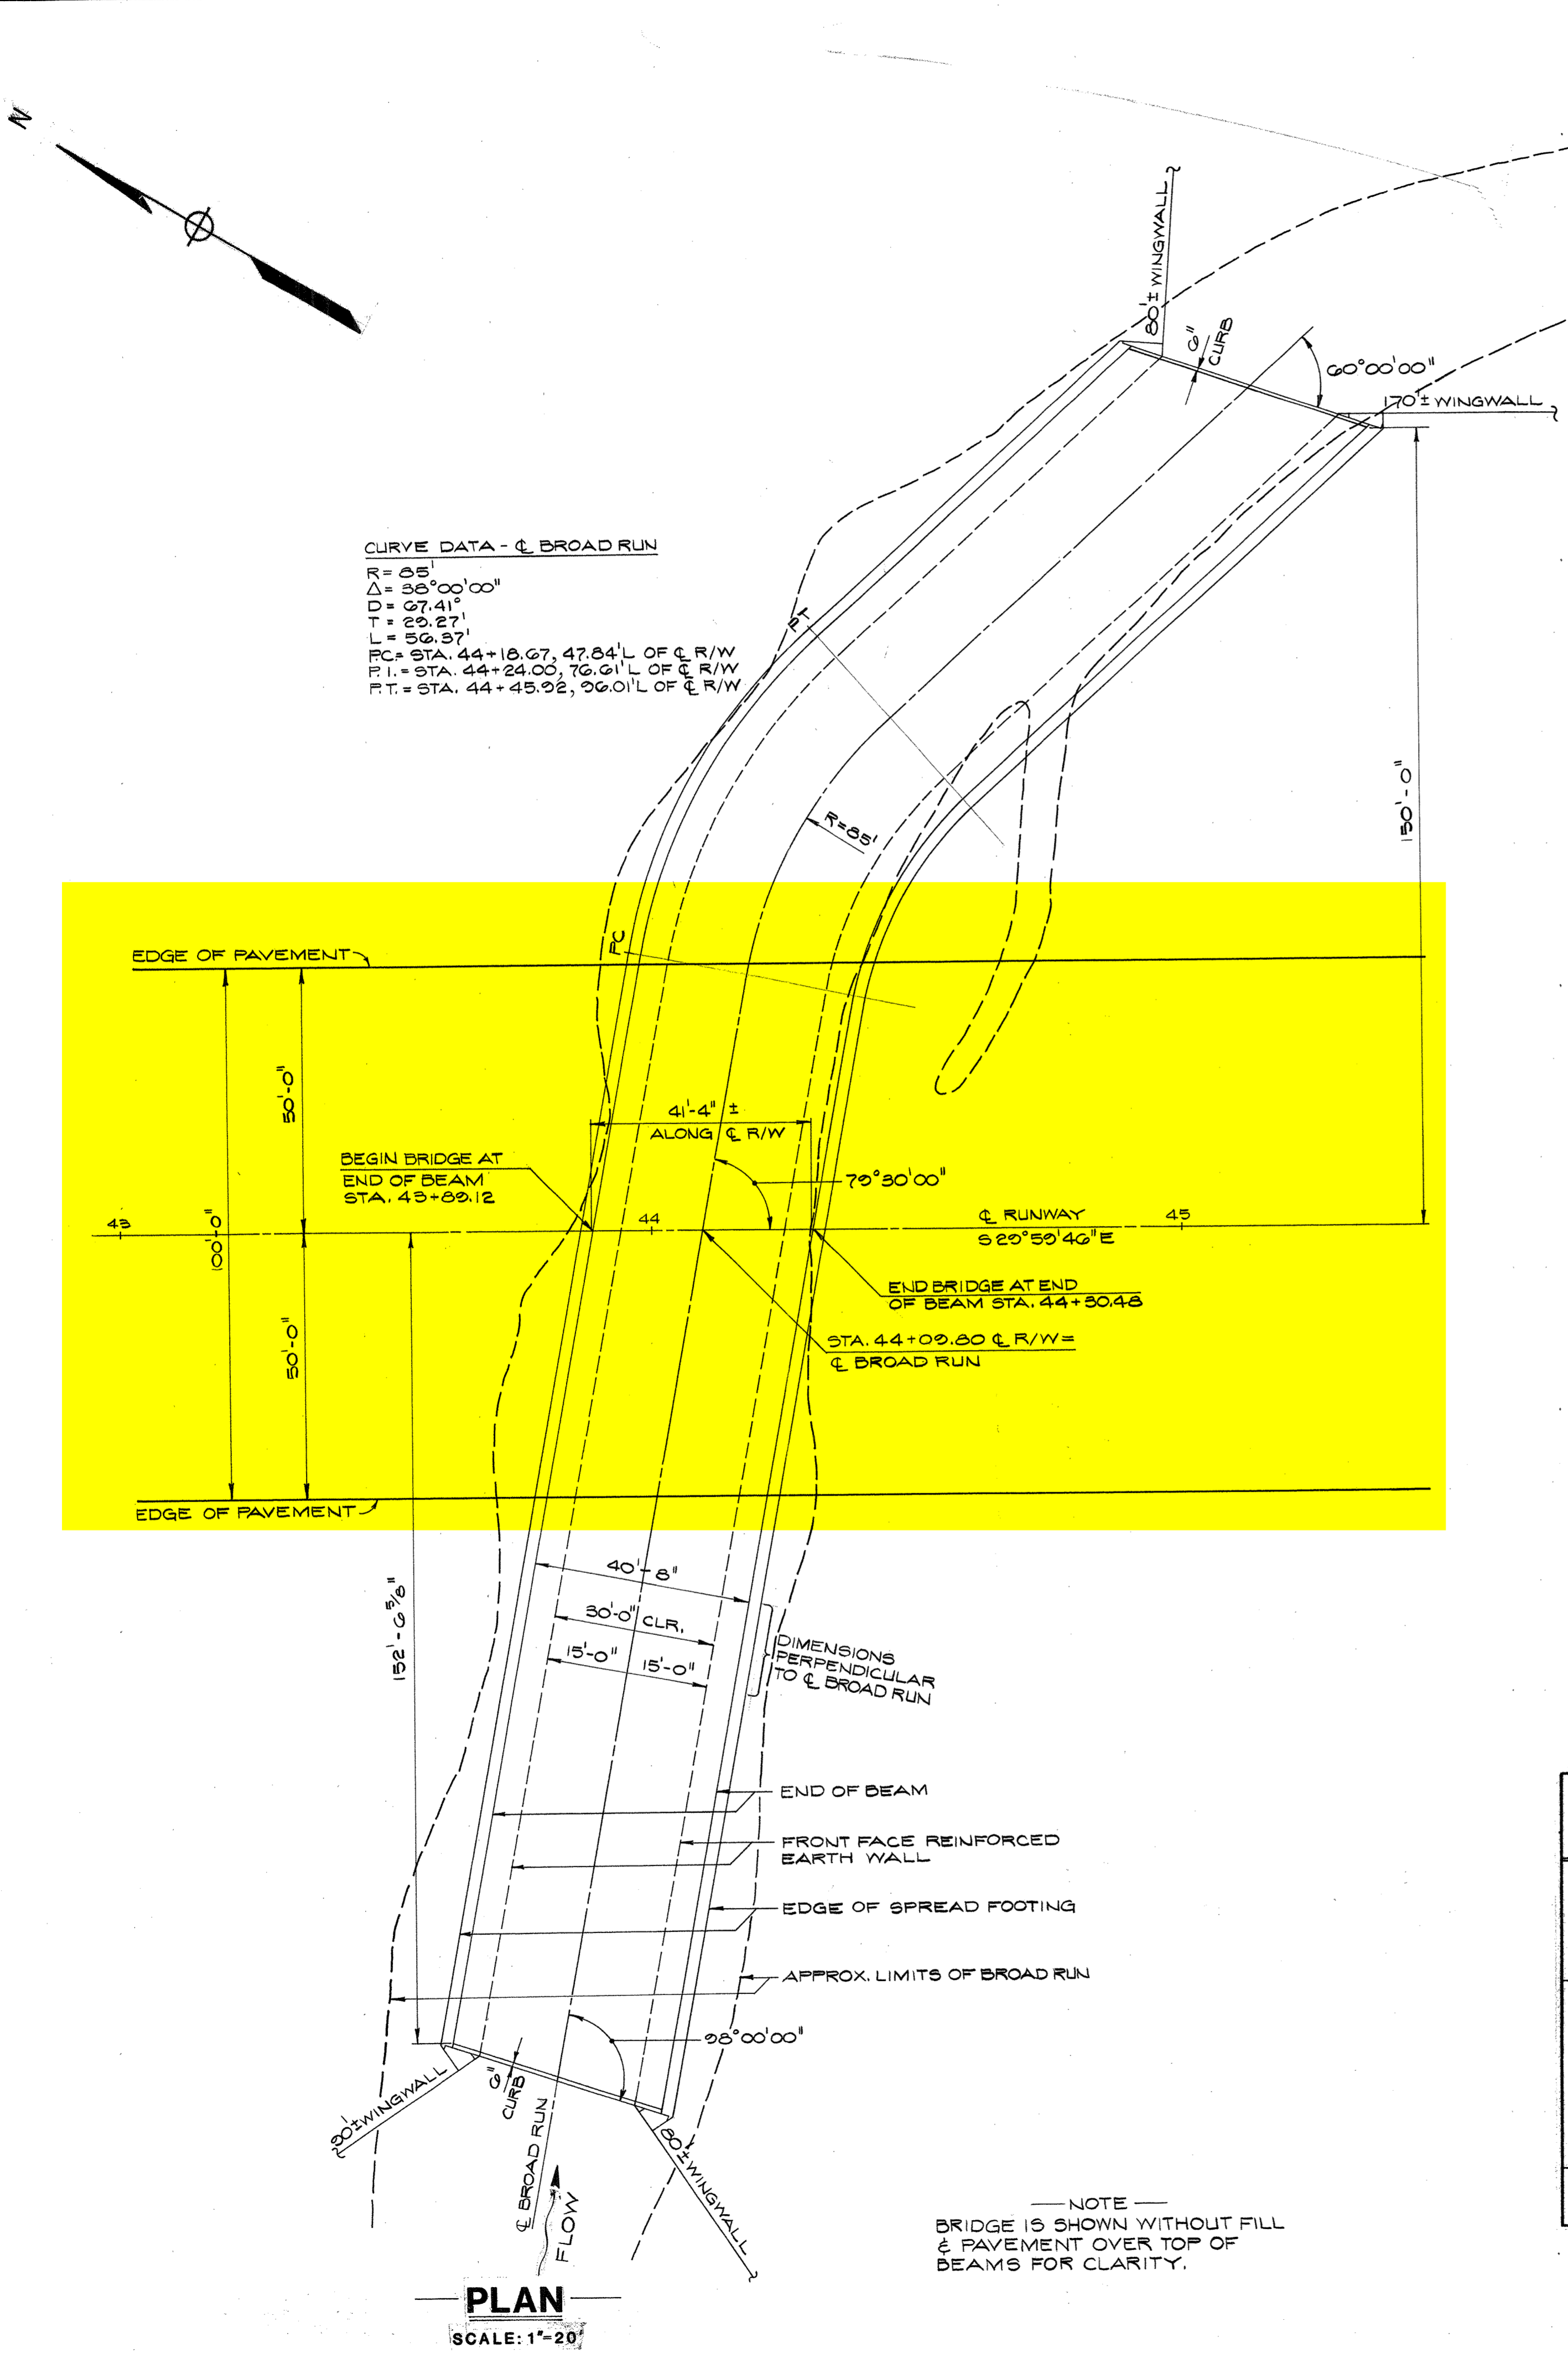 N
80'± WINGWALL
6"
CURB
60°00'00"
170'± WINGWALL
CURVE DATA - ℄ BROAD RUN
R = 85'
Δ = 38°00'00"
D = 67.41°
T = 29.27'
L = 56.37'
P.C. = STA. 44+18.67, 47.84' L OF ℄ R/W
P.I. = STA. 44+24.00, 76.61' L OF ℄ R/W
P.T. = STA. 44+45.92, 96.01' L OF ℄ R/W
PT
R=85'
150'-0"
PC
EDGE OF PAVEMENT
50'-0"
41'-4" ±
ALONG ℄ R/W
BEGIN BRIDGE AT
END OF BEAM
STA. 43+89.12
79°30'00"
43
44
45
100'-0"
℄ RUNWAY
S 29°59'46" E
END BRIDGE AT END
OF BEAM STA. 44+30.48
STA. 44+09.80 ℄ R/W =
℄ BROAD RUN
50'-0"
EDGE OF PAVEMENT
152'-6 5/8"
40'-8"
30'-0" CLR.
15'-0" 15'-0"
DIMENSIONS
PERPENDICULAR
TO ℄ BROAD RUN
END OF BEAM
FRONT FACE REINFORCED
EARTH WALL
EDGE OF SPREAD FOOTING
APPROX. LIMITS OF BROAD RUN
98°00'00"
90'± WINGWALL
6"
CURB
℄ BROAD RUN
FLOW
80'± WINGWALL
NOTE
BRIDGE IS SHOWN WITHOUT FILL
& PAVEMENT OVER TOP OF
BEAMS FOR CLARITY.
PLAN
SCALE: 1"=20'